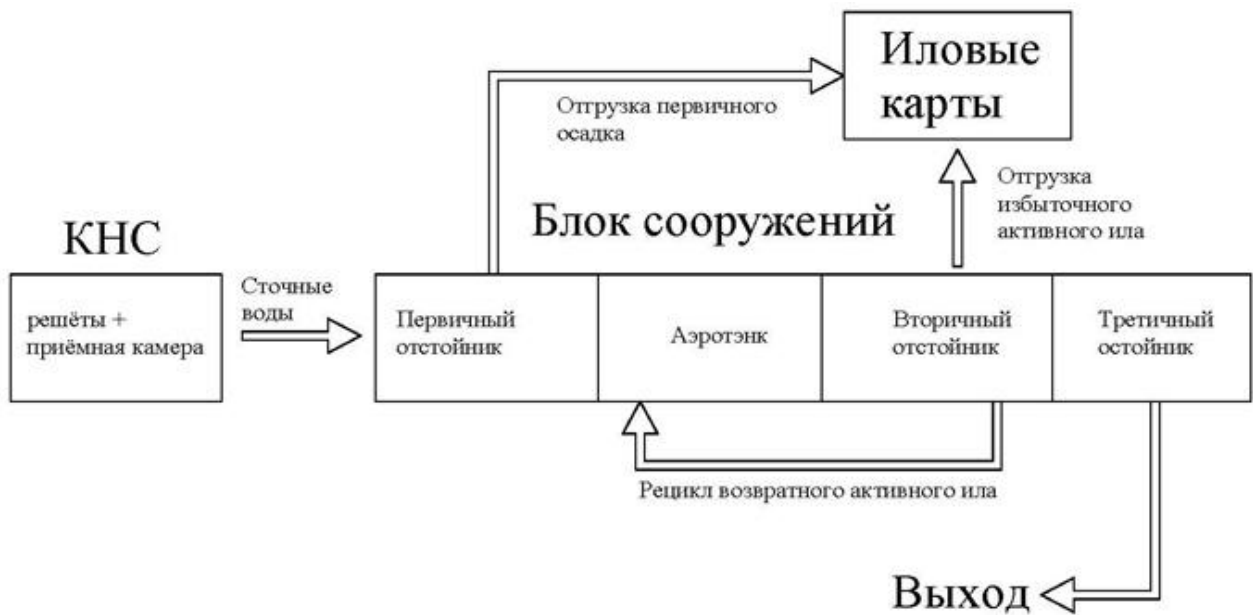 Иловые
карты
Отгрузка первичного
осадка
Отгрузка
избыточного
активного ила
Блок сооружений
КНС
решёты +
приёмная камера
Сточные
воды
Первичный
отстойник
Аэротэнк
Вторичный
отстойник
Третичный
остойник
Рецикл возвратного активного ила
Выход